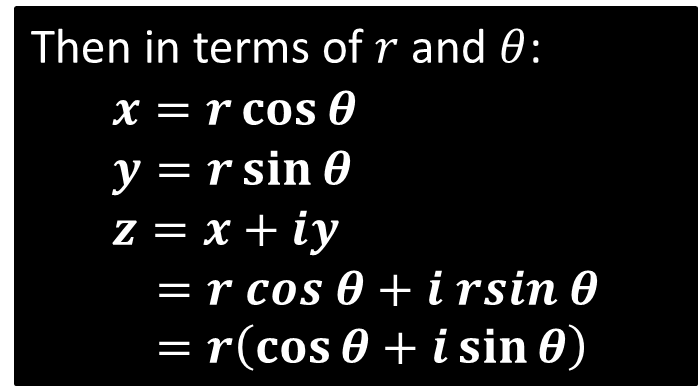 Then in terms of r and θ:
x = r cos θ
y = r sin θ
z = x + iy
= r cos θ + i rsin θ
= r(cos θ + i sin θ)